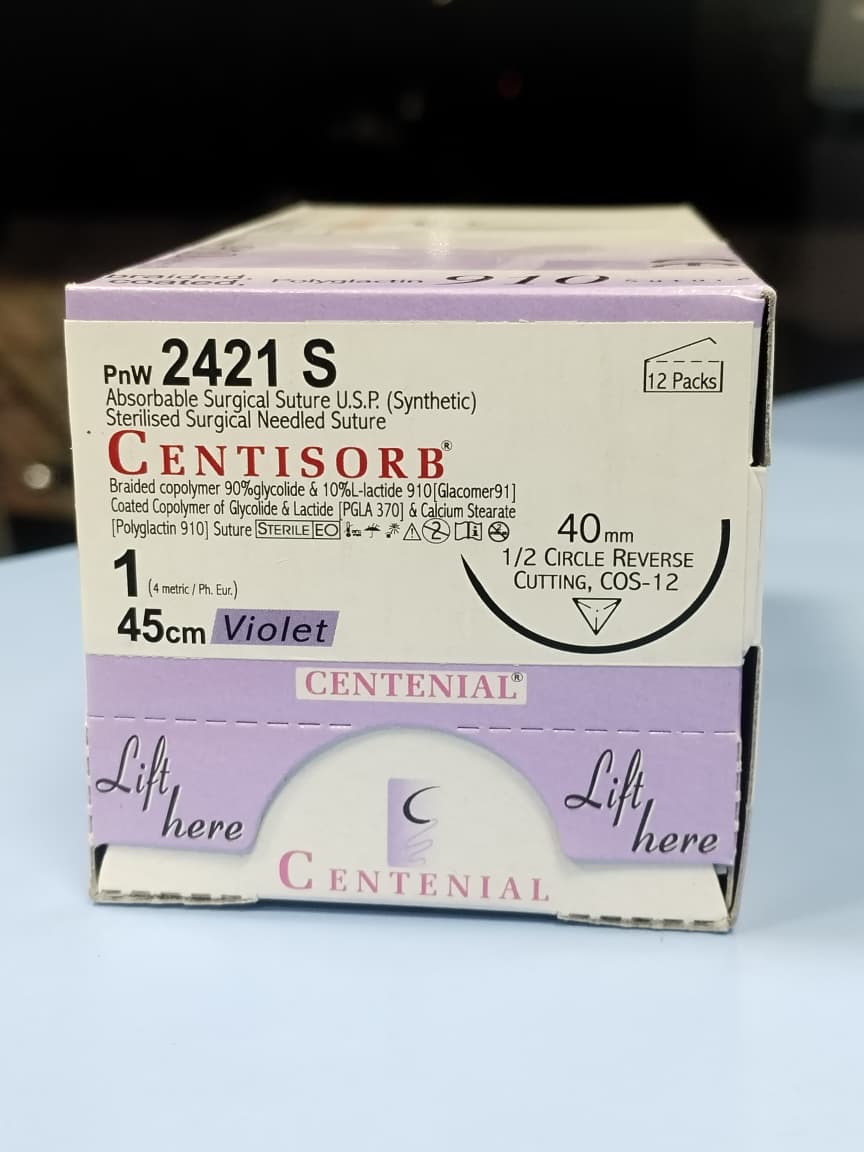 braided.
coated. Polyglactin 910
PnW 2421 S
12 Packs
Absorbable Surgical Suture U.S.P. (Synthetic)
Sterilised Surgical Needled Suture
CENTISORB®
Braided copolymer 90%glycolide & 10%L-lactide 910[Glacomer91]
Coated Copolymer of Glycolide & Lactide [PGLA 370] & Calcium Stearate
[Polyglactin 910] Suture STERILE EO
40mm
1/2 CIRCLE REVERSE
CUTTING, COS-12
1 (4 metric / Ph. Eur.)
45cm Violet
CENTENIAL®
Lift here
Lift here
CENTENIAL